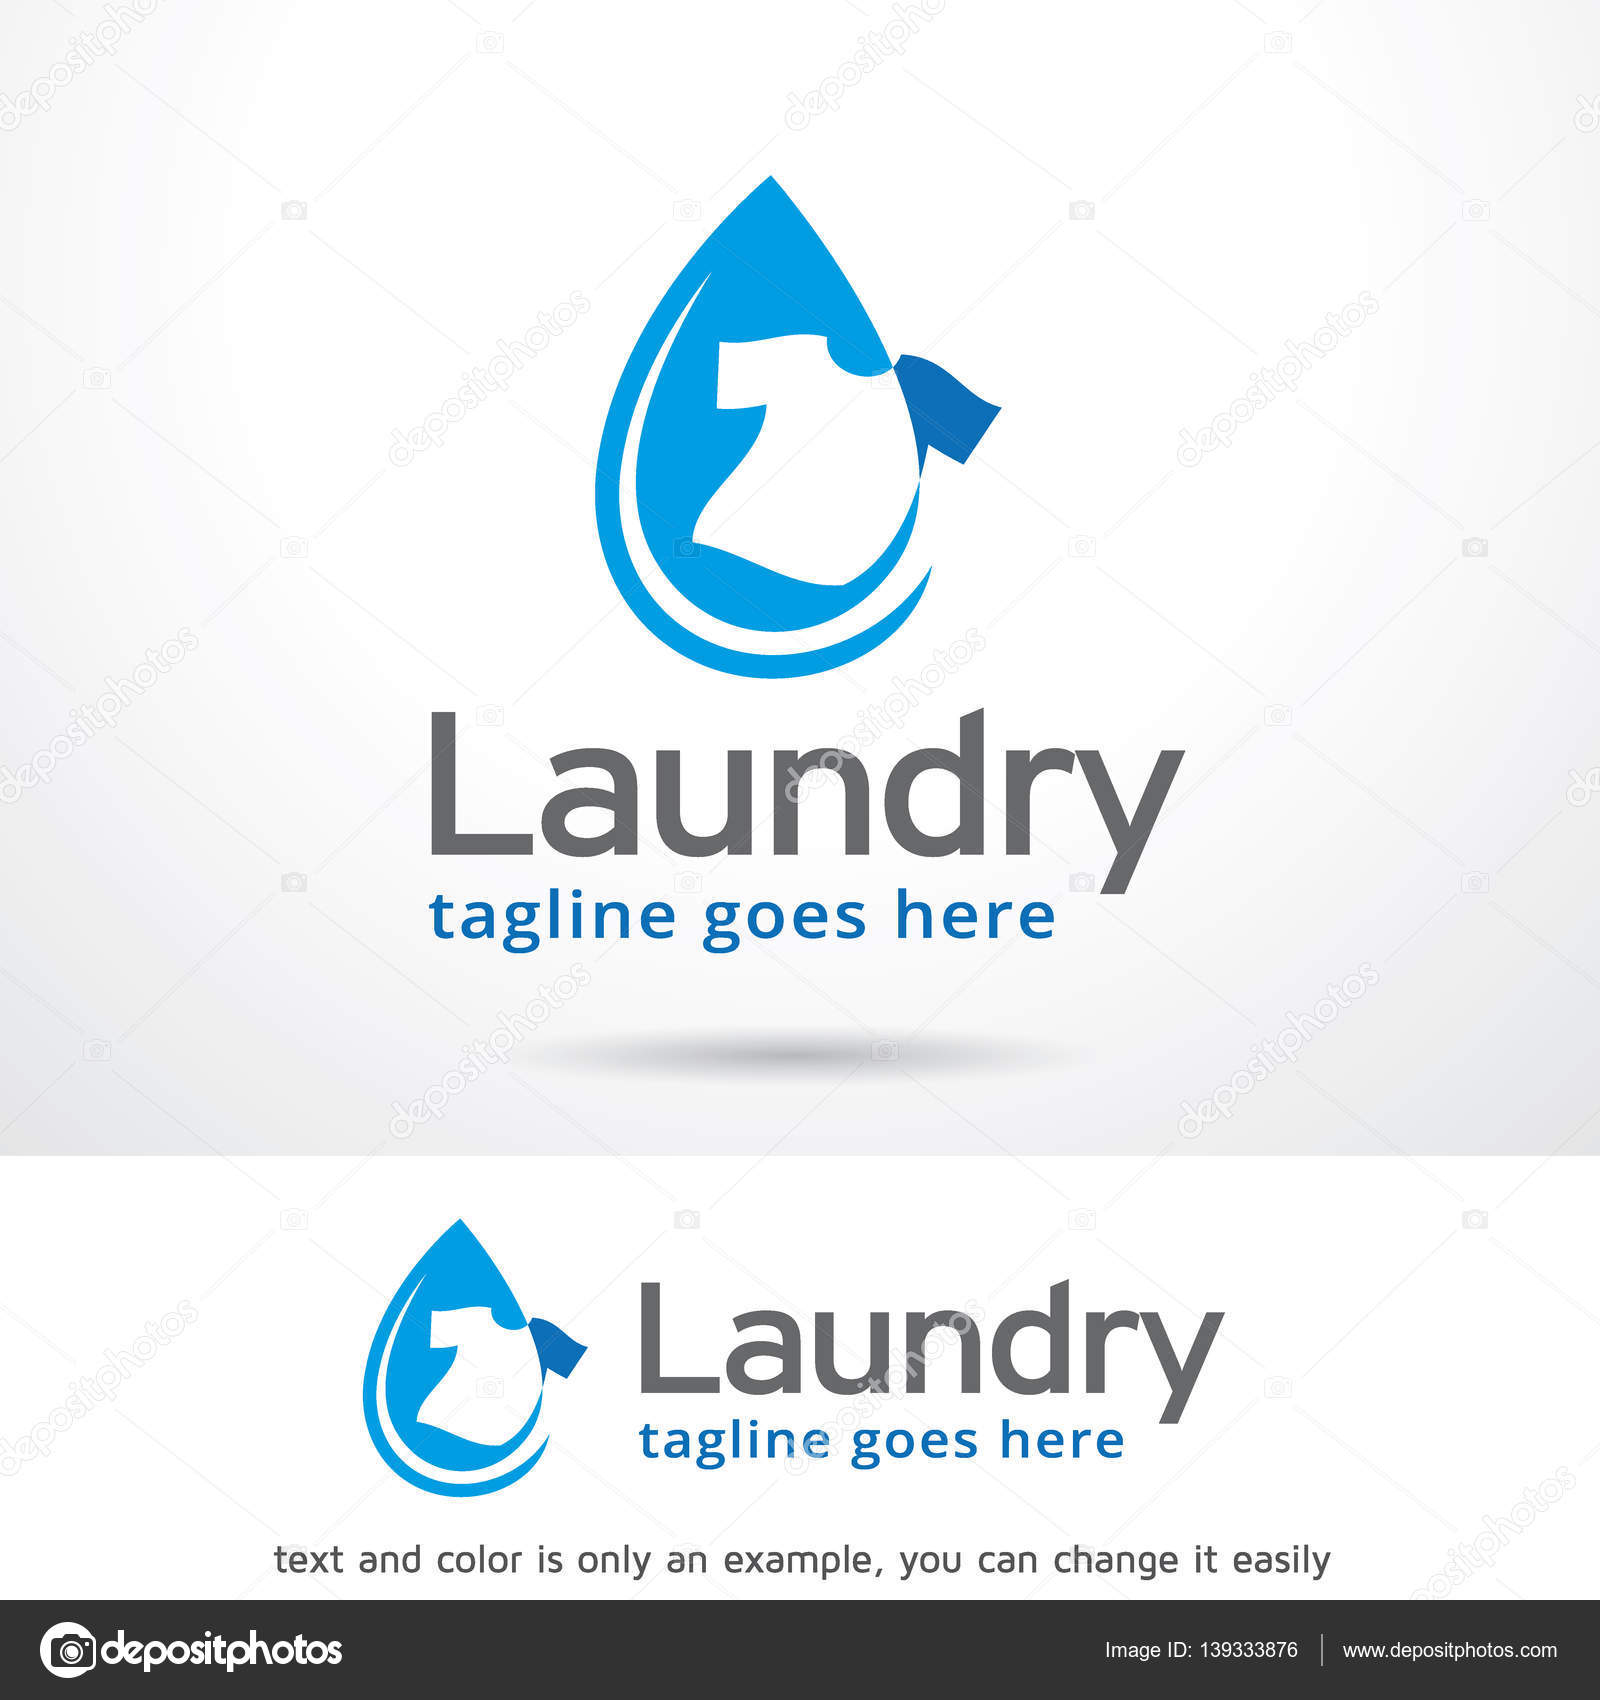 Laundry
tagline goes here
Laundry
tagline goes here
text and color is only an example, you can change it easily
depositphotos
Image ID: 139333876
www.depositphotos.com